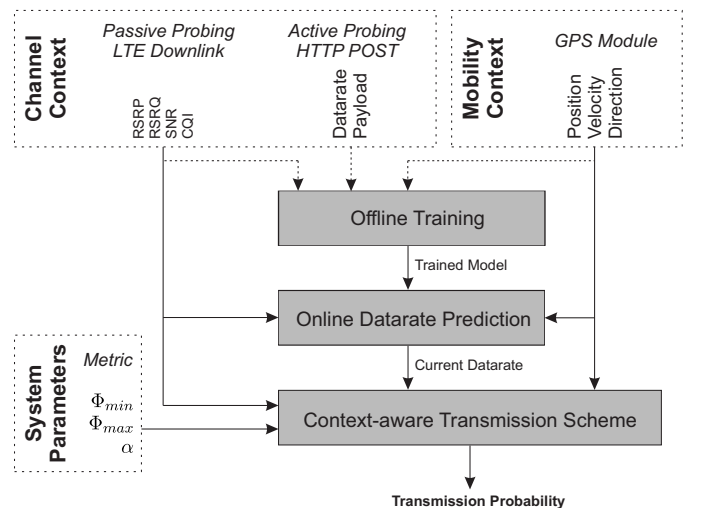 Channel
Context
Passive Probing
LTE Downlink
RSRP
RSRQ
SNR
CQI
Active Probing
HTTP POST
Datarate
Payload
Mobility
Context
GPS Module
Position
Velocity
Direction
Offline Training
Trained Model
Online Datarate Prediction
Current Datarate
System
Parameters
Metric
Φmin
Φmax
α
Context-aware Transmission Scheme
Transmission Probability